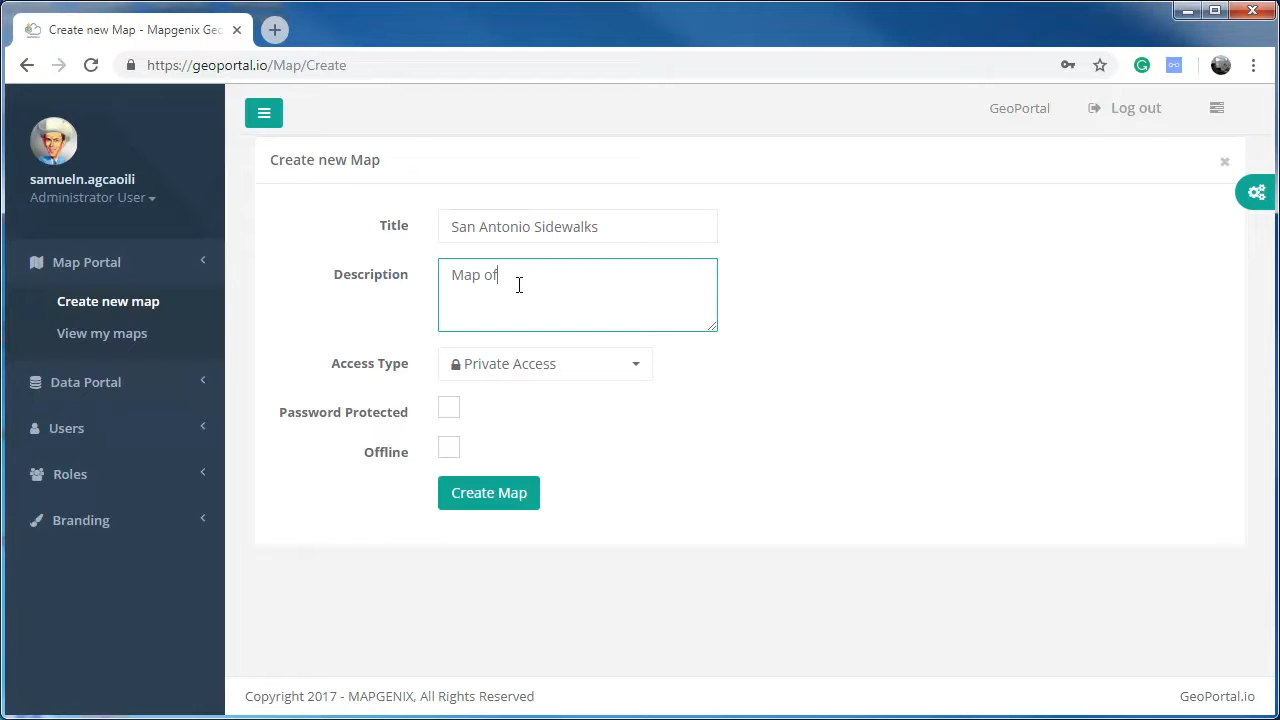 Create new Map - Mapgenix Geo
https://geoportal.io/Map/Create
samueln.agcaoili
Administrator User
Map Portal
Create new map
View my maps
Data Portal
Users
Roles
Branding
GeoPortal
Log out
Create new Map
Title
San Antonio Sidewalks
Description
Map of
Access Type
Private Access
Password Protected
Offline
Create Map
Copyright 2017 - MAPGENIX, All Rights Reserved
GeoPortal.io